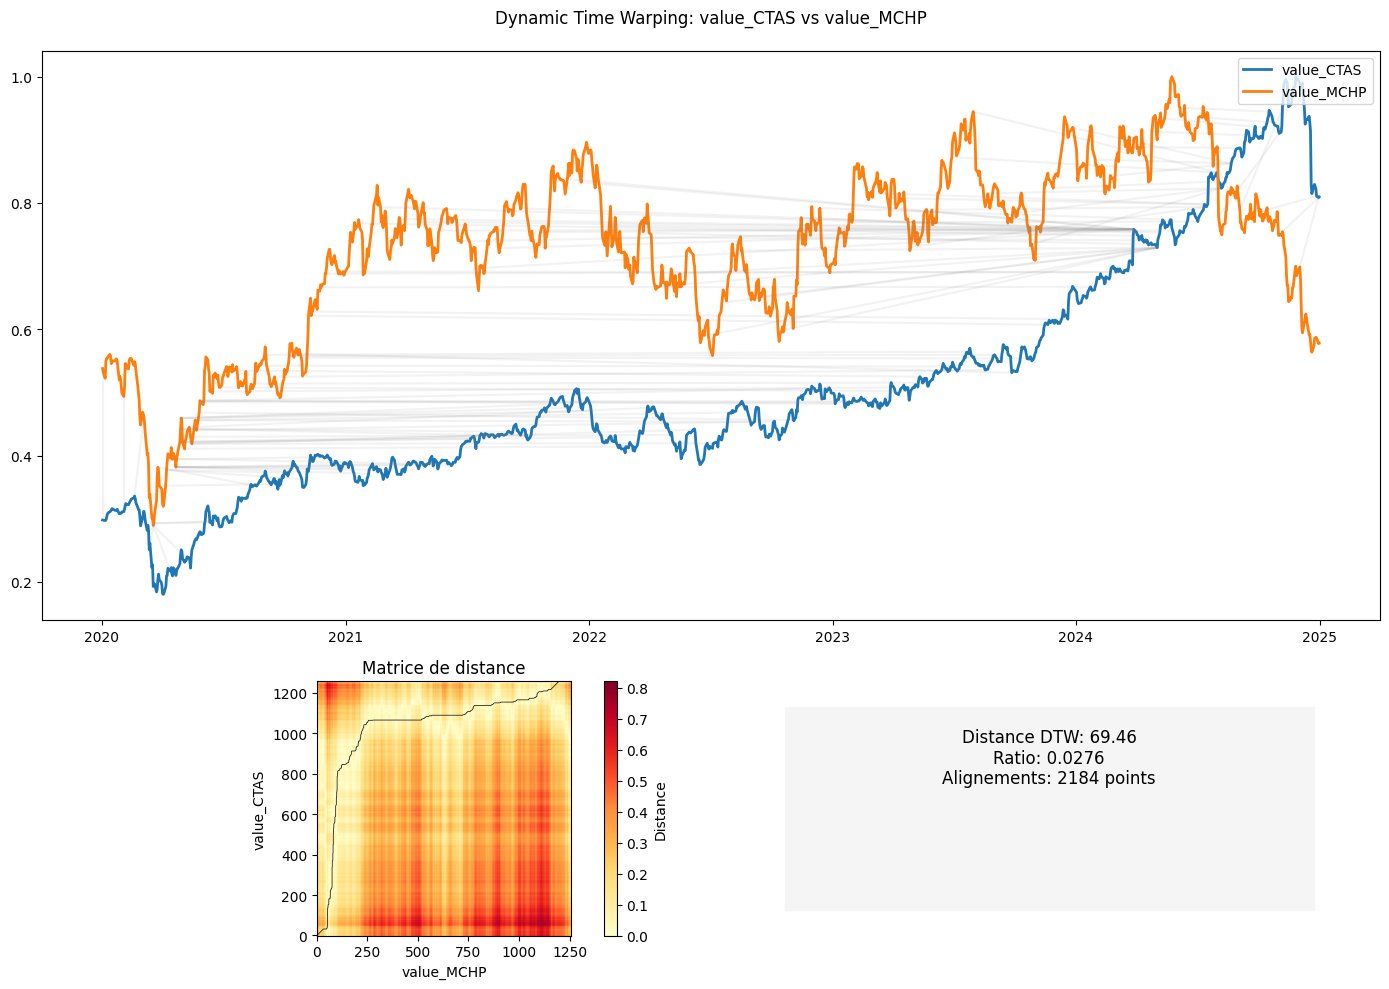 Dynamic Time Warping: value_CTAS vs value_MCHP
value_CTAS
value_MCHP
1.0
0.8
0.6
0.4
0.2
2020 2021 2022 2023 2024 2025
Matrice de distance
value_CTAS
1200
1000
800
600
400
200
0
0 250 500 750 1000 1250
value_MCHP
0.8
0.7
0.6
0.5
0.4
0.3
0.2
0.1
0.0
Distance
Distance DTW: 69.46
Ratio: 0.0276
Alignements: 2184 points